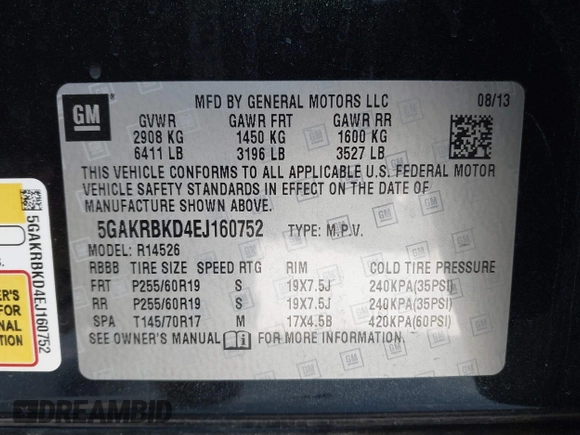 GM
MFD BY GENERAL MOTORS LLC 08/13
GVWR GAWR FRT GAWR RR
2908 KG 1450 KG 1600 KG
6411 LB 3196 LB 3527 LB
THIS VEHICLE CONFORMS TO ALL APPLICABLE U.S. FEDERAL MOTOR
VEHICLE SAFETY STANDARDS IN EFFECT ON THE DATE OF
MANUFACTURE SHOWN ABOVE.
5GAKRBKD4EJ160752 TYPE: M.P.V.
MODEL: R14526
RBBB TIRE SIZE SPEED RTG RIM COLD TIRE PRESSURE
FRT P255/60R19 S 19X7.5J 240KPA(35PSI)
RR P255/60R19 S 19X7.5J 240KPA(35PSI)
SPA T145/70R17 M 17X4.5B 420KPA(60PSI)
SEE OWNER'S MANUAL FOR MORE INFORMATION.
5GAKRBKD4EJ160752
NER'S
FOR
NAL
TION
DREAMBID